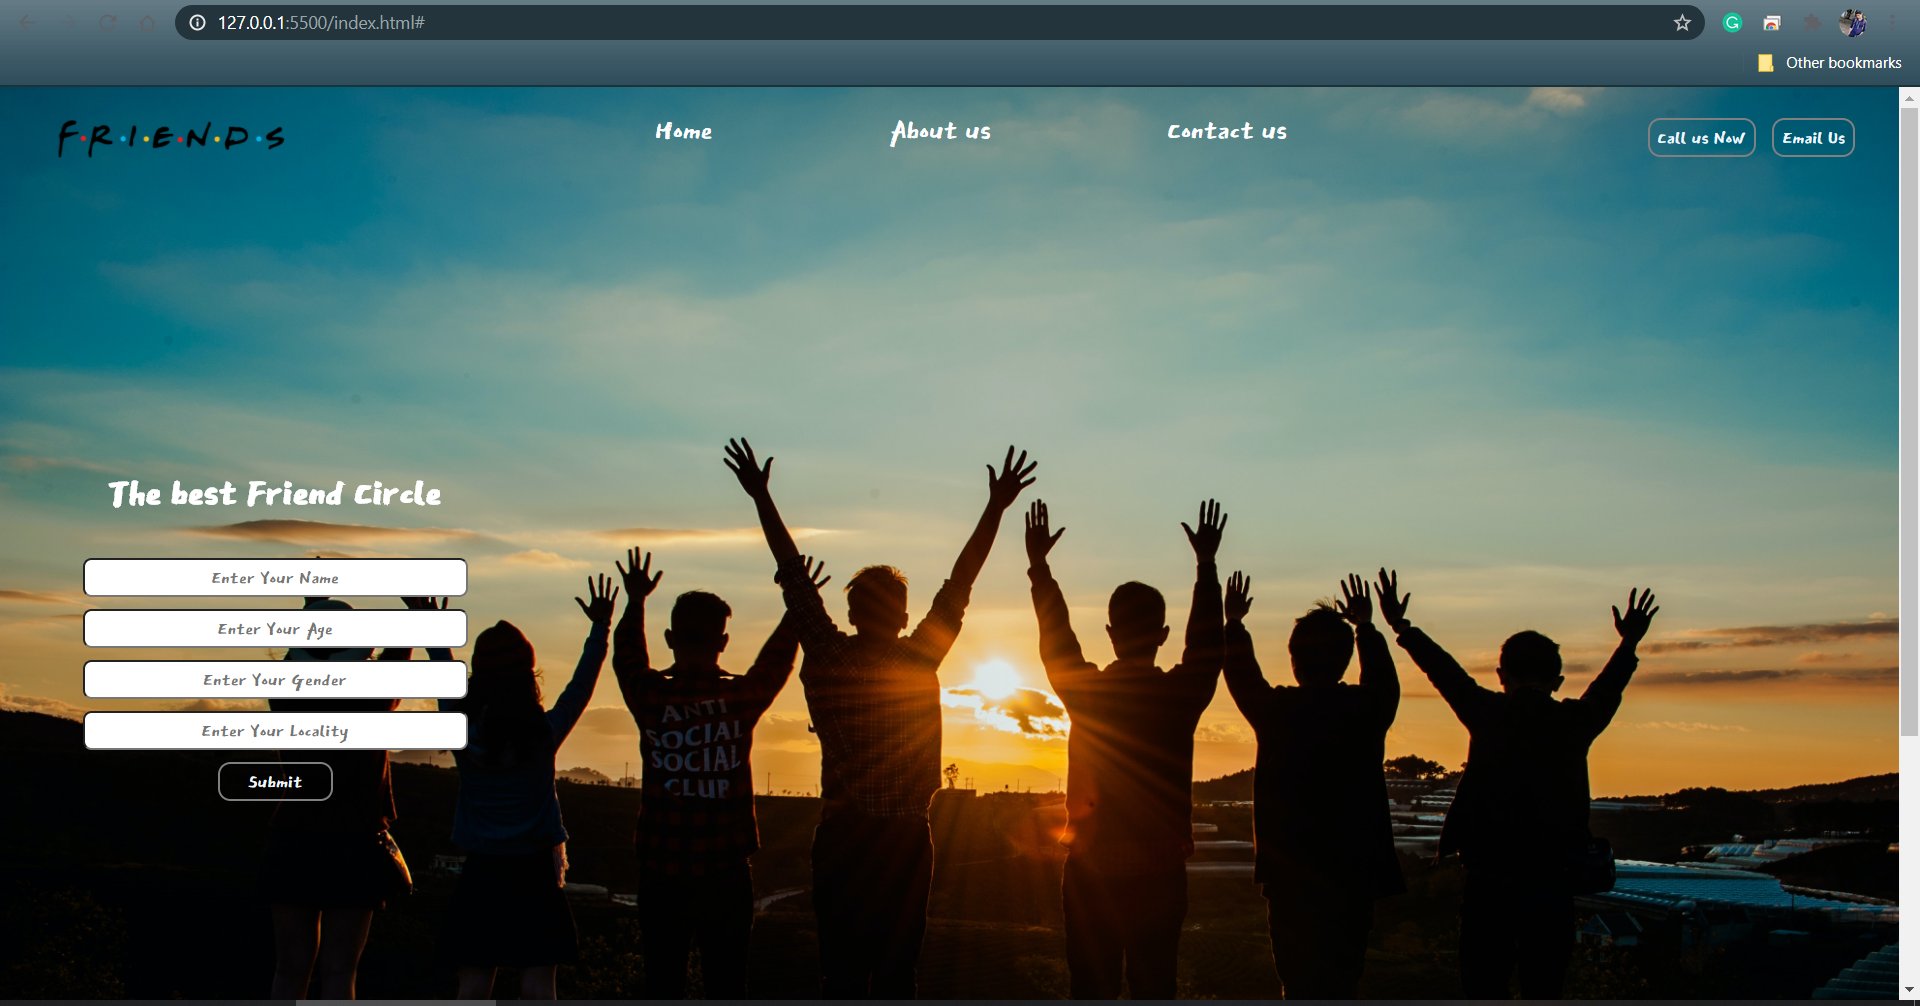 127.0.0.1:5500/index.html#
Other bookmarks
F·R·I·E·N·D·S
Home
About us
Contact us
Call us Now
Email Us
The best Friend Circle
Enter Your Name
Enter Your Age
Enter Your Gender
Enter Your Locality
Submit
ANTI
SOCIAL
SOCIAL
CLUB